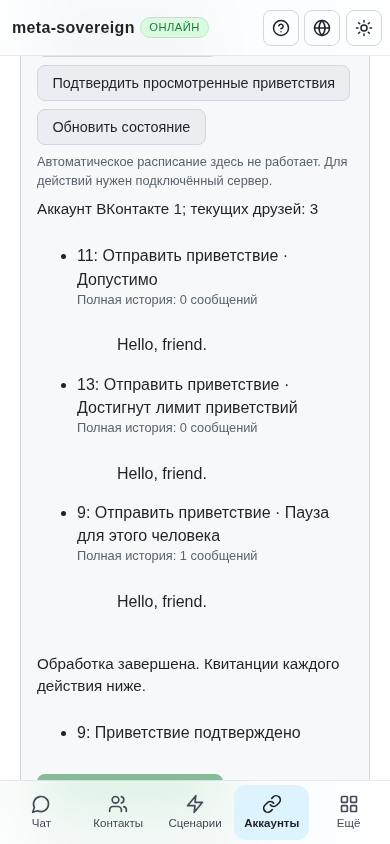 meta-sovereign ОНЛАЙН
Подтвердить просмотренные приветствия
Обновить состояние
Автоматическое расписание здесь не работает. Для
действий нужен подключённый сервер.
Аккаунт ВКонтакте 1; текущих друзей: 3
• 11: Отправить приветствие ·
Допустимо
Полная история: 0 сообщений
Hello, friend.
• 13: Отправить приветствие ·
Достигнут лимит приветствий
Полная история: 0 сообщений
Hello, friend.
• 9: Отправить приветствие · Пауза
для этого человека
Полная история: 1 сообщений
Hello, friend.
Обработка завершена. Квитанции каждого
действия ниже.
• 9: Приветствие подтверждено
Чат Контакты Сценарии Аккаунты Ещё